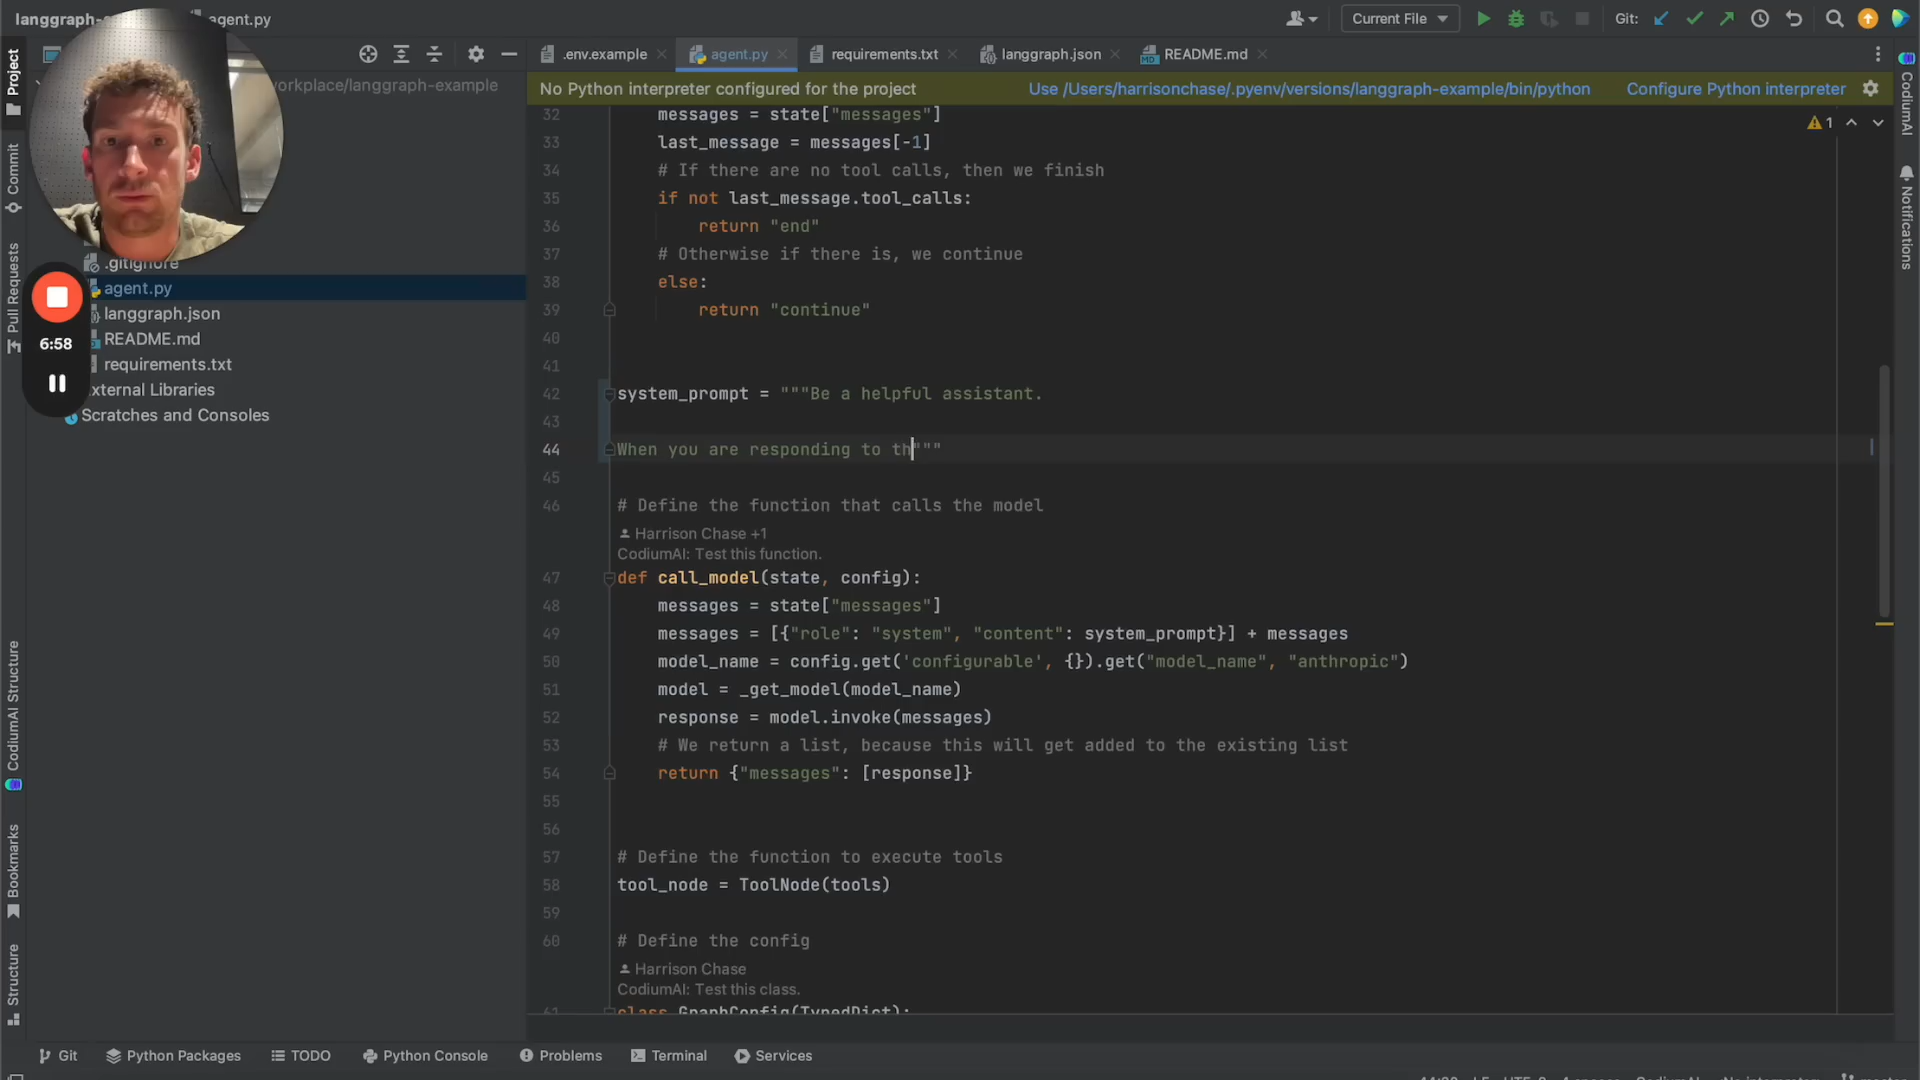 agent.py
Current File
Git:
.env.example
agent.py
requirements.txt
langgraph.json
README.md
Project
Commit
Pull Requests
CodiumAI Structure
Bookmarks
Structure
workplace/langgraph-example
.gitignore
agent.py
langgraph.json
README.md
requirements.txt
Scratches and Consoles
6:58
No Python interpreter configured for the project
Use /Users/harrisonchase/.pyenv/versions/langgraph-example/bin/python
Configure Python interpreter
1
CodiumAI
Notifications
32 messages = state["messages"]
33 last_message = messages[-1]
34 # If there are no tool calls, then we finish
35 if not last_message.tool_calls:
36 return "end"
37 # Otherwise if there is, we continue
38 else:
39 return "continue"
40
41
42 system_prompt = """Be a helpful assistant.
43
44 When you are responding to th"""
45
46 # Define the function that calls the model
Harrison Chase +1
CodiumAI: Test this function.
47 def call_model(state, config):
48 messages = state["messages"]
49 messages = [{"role": "system", "content": system_prompt}] + messages
50 model_name = config.get('configurable', {}).get("model_name", "anthropic")
51 model = _get_model(model_name)
52 response = model.invoke(messages)
53 # We return a list, because this will get added to the existing list
54 return {"messages": [response]}
55
56
57 # Define the function to execute tools
58 tool_node = ToolNode(tools)
59
60 # Define the config
Harrison Chase
CodiumAI: Test this class.
61 class GraphConfig(TypedDict):
Git
Python Packages
TODO
Python Console
Problems
Terminal
Services